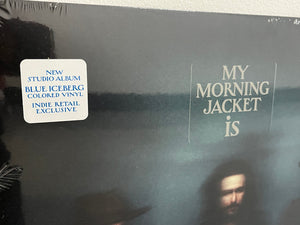 NEW
STUDIO ALBUM
BLUE ICEBERG
COLORED VINYL
INDIE RETAIL
EXCLUSIVE
MY
MORNING
JACKET
is